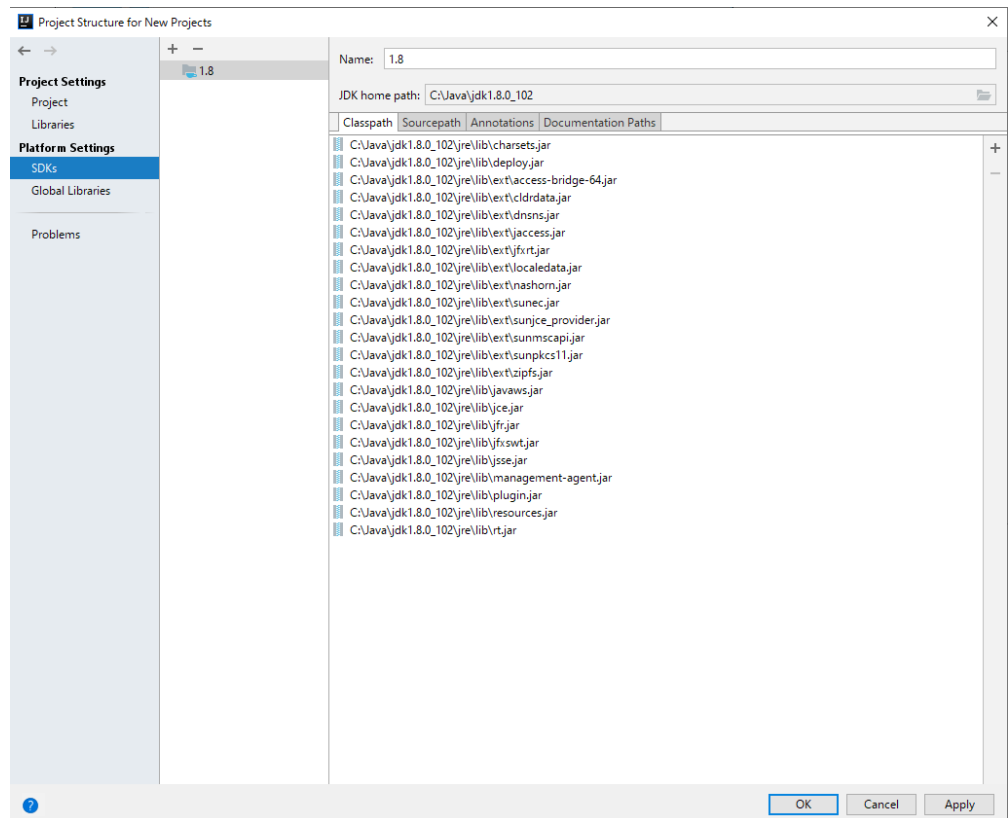 Project Structure for New Projects
Project Settings
Project
Libraries
Platform Settings
SDKs
Global Libraries
Problems
1.8
Name: 1.8
JDK home path: C:\Java\jdk1.8.0_102
Classpath Sourcepath Annotations Documentation Paths
C:\Java\jdk1.8.0_102\jre\lib\charsets.jar
C:\Java\jdk1.8.0_102\jre\lib\deploy.jar
C:\Java\jdk1.8.0_102\jre\lib\ext\access-bridge-64.jar
C:\Java\jdk1.8.0_102\jre\lib\ext\cldrdata.jar
C:\Java\jdk1.8.0_102\jre\lib\ext\dnsns.jar
C:\Java\jdk1.8.0_102\jre\lib\ext\jaccess.jar
C:\Java\jdk1.8.0_102\jre\lib\ext\jfxrt.jar
C:\Java\jdk1.8.0_102\jre\lib\ext\localedata.jar
C:\Java\jdk1.8.0_102\jre\lib\ext\nashorn.jar
C:\Java\jdk1.8.0_102\jre\lib\ext\sunec.jar
C:\Java\jdk1.8.0_102\jre\lib\ext\sunjce_provider.jar
C:\Java\jdk1.8.0_102\jre\lib\ext\sunmscapi.jar
C:\Java\jdk1.8.0_102\jre\lib\ext\sunpkcs11.jar
C:\Java\jdk1.8.0_102\jre\lib\ext\zipfs.jar
C:\Java\jdk1.8.0_102\jre\lib\javaws.jar
C:\Java\jdk1.8.0_102\jre\lib\jce.jar
C:\Java\jdk1.8.0_102\jre\lib\jfr.jar
C:\Java\jdk1.8.0_102\jre\lib\jfxswt.jar
C:\Java\jdk1.8.0_102\jre\lib\jsse.jar
C:\Java\jdk1.8.0_102\jre\lib\management-agent.jar
C:\Java\jdk1.8.0_102\jre\lib\plugin.jar
C:\Java\jdk1.8.0_102\jre\lib\resources.jar
C:\Java\jdk1.8.0_102\jre\lib\rt.jar
OK Cancel Apply